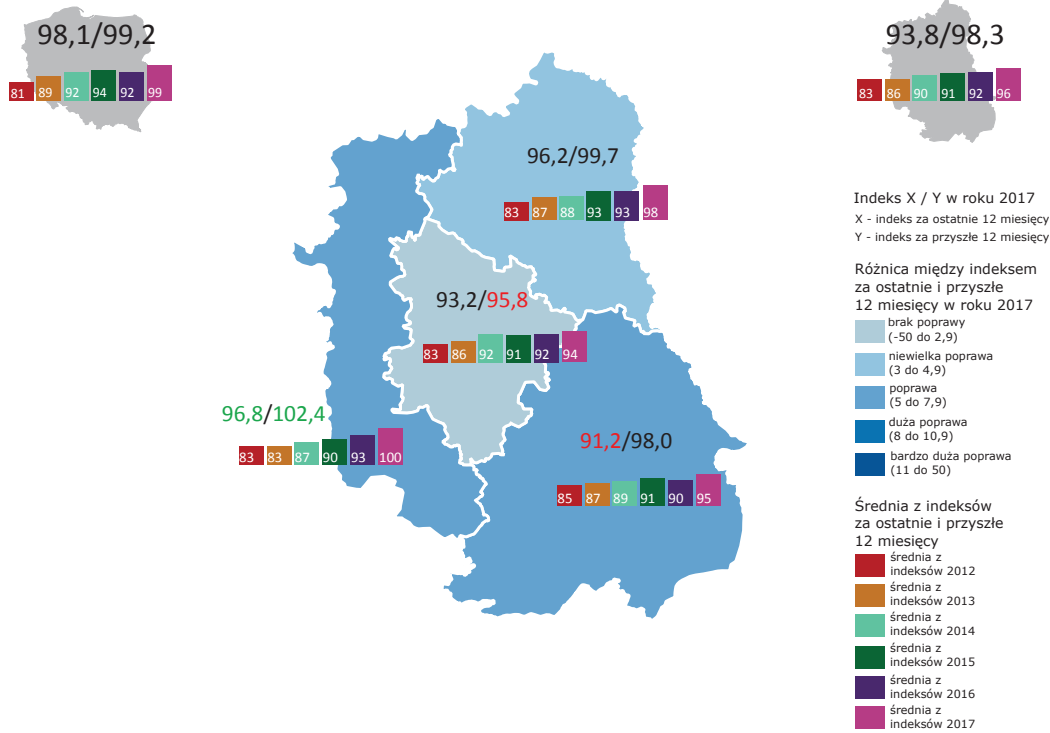 98,1/99,2
81 89 92 94 92 99
93,8/98,3
83 86 90 91 92 96
96,2/99,7
83 87 88 93 93 98
93,2/95,8
83 86 92 91 92 94
96,8/102,4
83 83 87 90 93 100
91,2/98,0
85 87 89 91 90 95
Indeks X / Y w roku 2017
X - indeks za ostatnie 12 miesięcy
Y - indeks za przyszłe 12 miesięcy
Różnica między indeksem
za ostatnie i przyszłe
12 miesięcy w roku 2017
brak poprawy
(-50 do 2,9)
niewielka poprawa
(3 do 4,9)
poprawa
(5 do 7,9)
duża poprawa
(8 do 10,9)
bardzo duża poprawa
(11 do 50)
Średnia z indeksów
za ostatnie i przyszłe
12 miesięcy
średnia z
indeksów 2012
średnia z
indeksów 2013
średnia z
indeksów 2014
średnia z
indeksów 2015
średnia z
indeksów 2016
średnia z
indeksów 2017